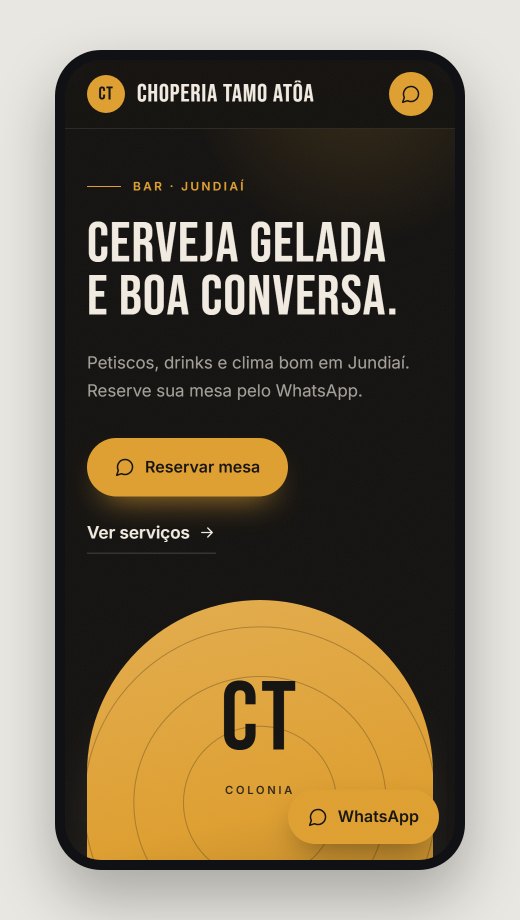 CT CHOPERIA TAMO ATÔA
BAR · JUNDIAÍ
CERVEJA GELADA
E BOA CONVERSA.
Petiscos, drinks e clima bom em Jundiaí.
Reserve sua mesa pelo WhatsApp.
Reservar mesa
Ver serviços →
CT
COLONIA
WhatsApp